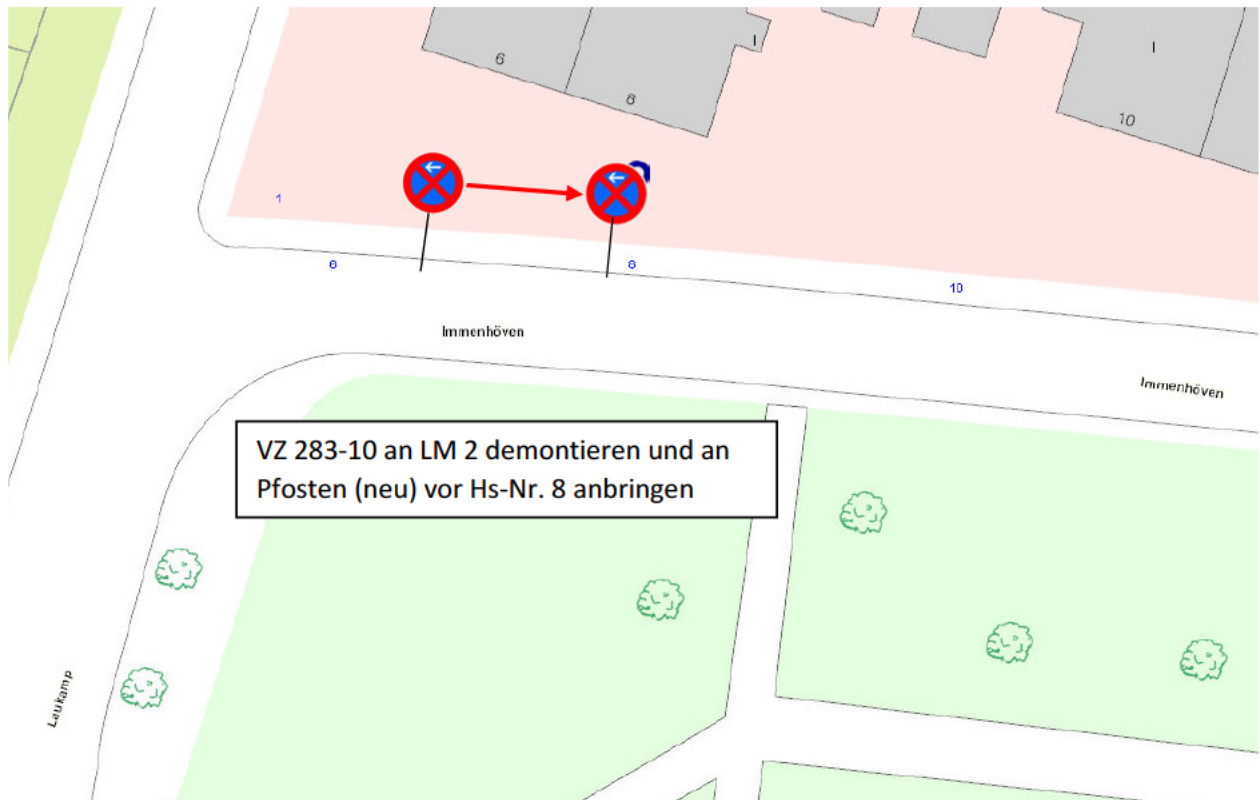 6
8
I
I
10
1
6
8
10
Immenhöven
Immenhöven
VZ 283-10 an LM 2 demontieren und an
Pfosten (neu) vor Hs-Nr. 8 anbringen
Laukamp